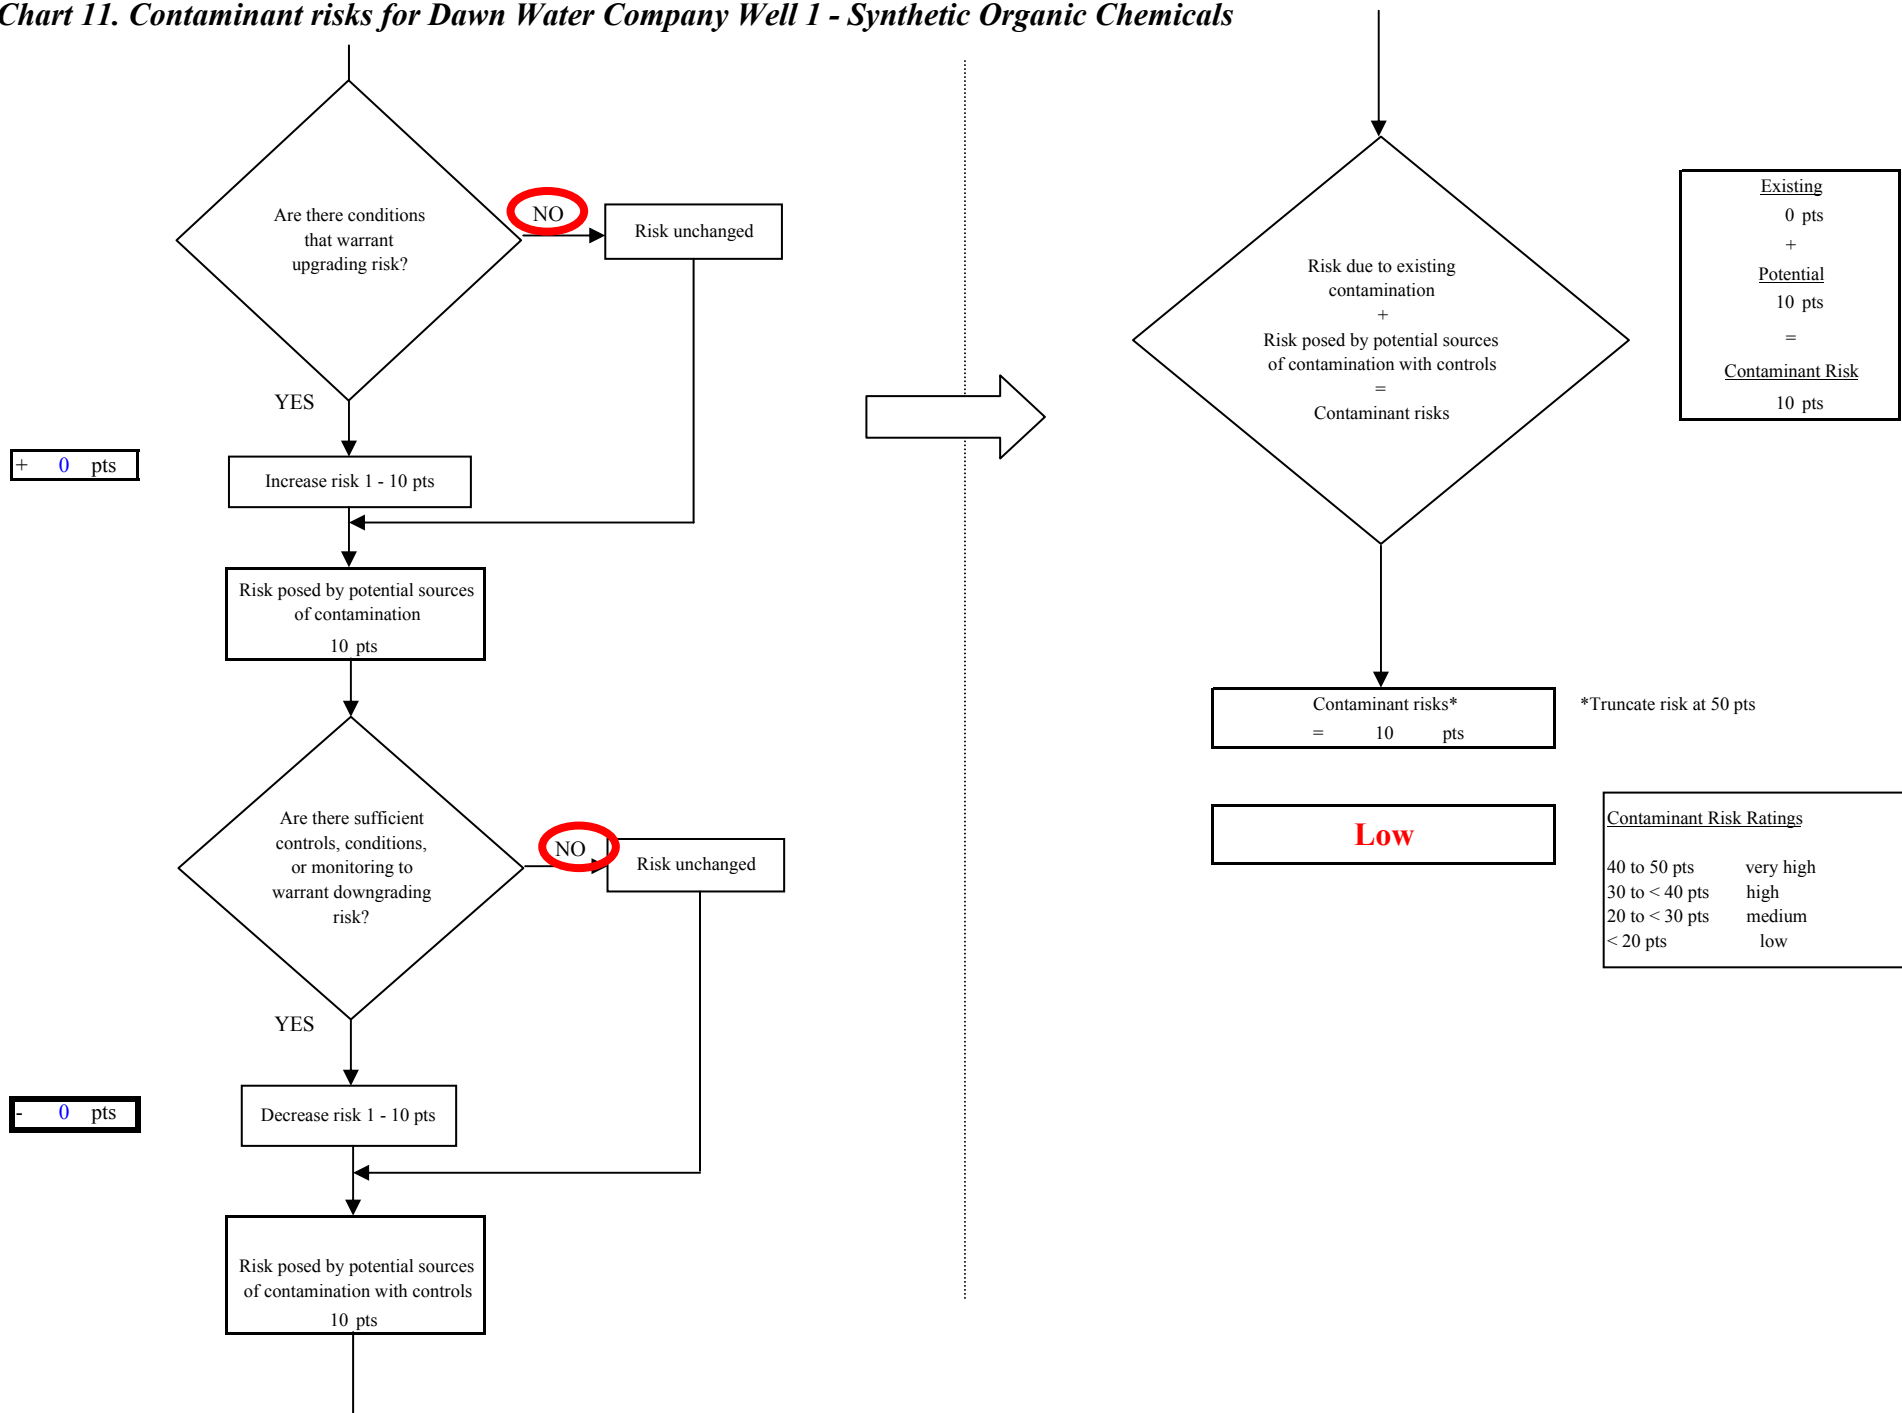 Chart 11. Contaminant risks for Dawn Water Company Well 1 - Synthetic Organic Chemicals
Are there conditions
that warrant
upgrading risk?
NO
Risk unchanged
YES
+ 0 pts
Increase risk 1 - 10 pts
Risk posed by potential sources
of contamination
10 pts
Are there sufficient
controls, conditions,
or monitoring to
warrant downgrading
risk?
NO
Risk unchanged
YES
- 0 pts
Decrease risk 1 - 10 pts
Risk posed by potential sources
of contamination with controls
10 pts
Risk due to existing
contamination
+
Risk posed by potential sources
of contamination with controls
=
Contaminant risks
Existing
0 pts
+
Potential
10 pts
=
Contaminant Risk
10 pts
Contaminant risks*
= 10 pts
*Truncate risk at 50 pts
Low
Contaminant Risk Ratings
40 to 50 pts very high
30 to < 40 pts high
20 to < 30 pts medium
< 20 pts low